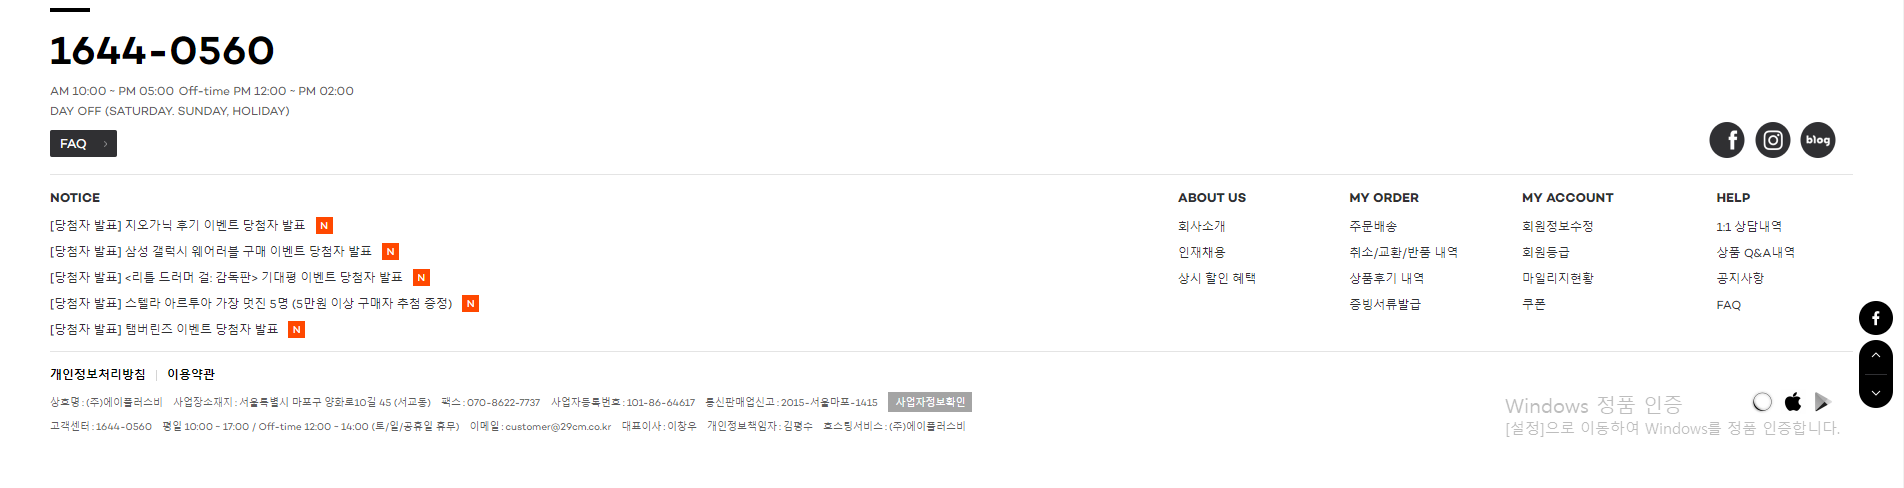 1644-0560
AM 10:00 ~ PM 05:00 Off-time PM 12:00 ~ PM 02:00
DAY OFF (SATURDAY. SUNDAY, HOLIDAY)
FAQ >
f
blog
NOTICE
[당첨자 발표] 지오가닉 후기 이벤트 당첨자 발표 N
[당첨자 발표] 삼성 갤럭시 웨어러블 구매 이벤트 당첨자 발표 N
[당첨자 발표] <리틀 드러머 걸: 감독판> 기대평 이벤트 당첨자 발표 N
[당첨자 발표] 스텔라 아르투아 가장 멋진 5명 (5만원 이상 구매자 추첨 증정) N
[당첨자 발표] 탬버린즈 이벤트 당첨자 발표 N
ABOUT US
회사소개
인재채용
상시 할인 혜택
MY ORDER
주문배송
취소/교환/반품 내역
상품후기 내역
증빙서류발급
MY ACCOUNT
회원정보수정
회원등급
마일리지현황
쿠폰
HELP
1:1 상담내역
상품 Q&A내역
공지사항
FAQ
f
개인정보처리방침 | 이용약관
상호명 : (주)에이플러스비 사업장소재지 : 서울특별시 마포구 양화로10길 45 (서교동) 팩스 : 070-8622-7737 사업자등록번호 : 101-86-64617 통신판매업신고 : 2015-서울마포-1415 사업자정보확인
고객센터 : 1644-0560 평일 10:00 - 17:00 / Off-time 12:00 - 14:00 (토/일/공휴일 휴무) 이메일 : customer@29cm.co.kr 대표이사 : 이창우 개인정보책임자 : 김평수 호스팅서비스 : (주)에이플러스비
Windows 정품 인증
[설정]으로 이동하여 Windows를 정품 인증합니다.